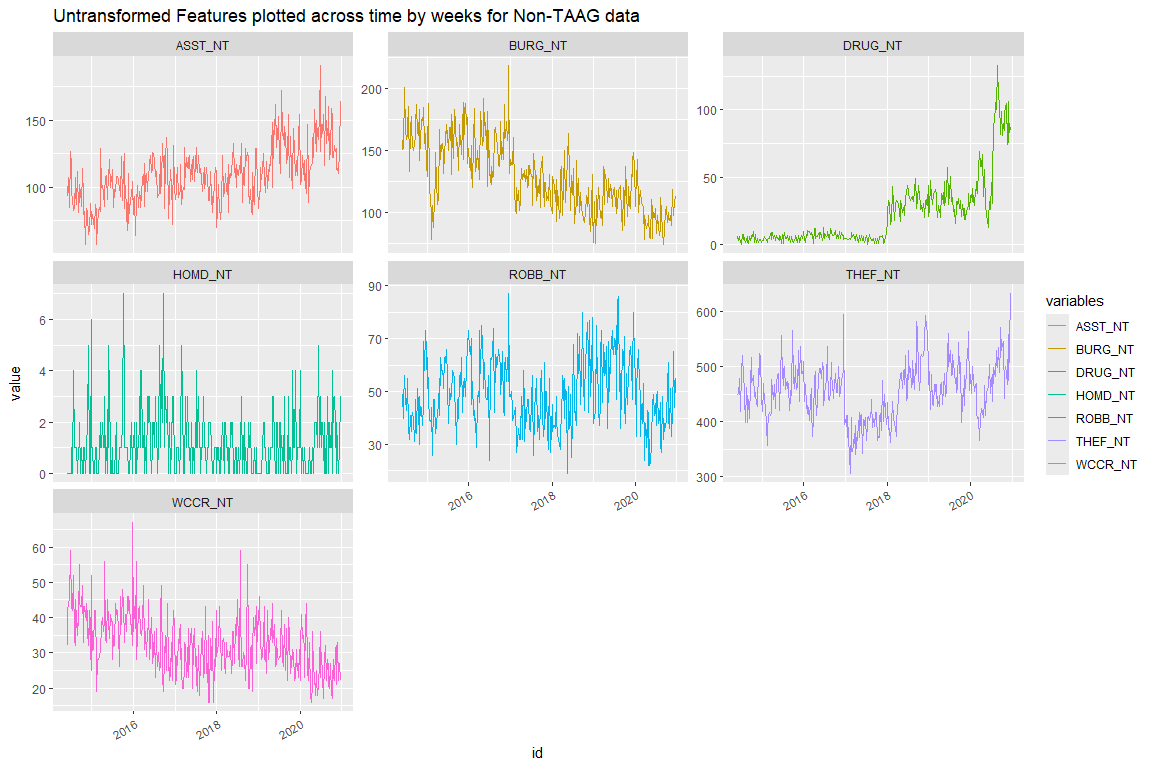 Untransformed Features plotted across time by weeks for Non-TAAG data
ASST_NT
BURG_NT
DRUG_NT
150
100
200
150
100
100
50
0
HOMD_NT
ROBB_NT
THEF_NT
6
4
2
0
90
70
50
30
600
500
400
300
2016
2018
2020
2016
2018
2020
WCCR_NT
60
50
40
30
20
2016
2018
2020
value
id
variables
ASST_NT
BURG_NT
DRUG_NT
HOMD_NT
ROBB_NT
THEF_NT
WCCR_NT